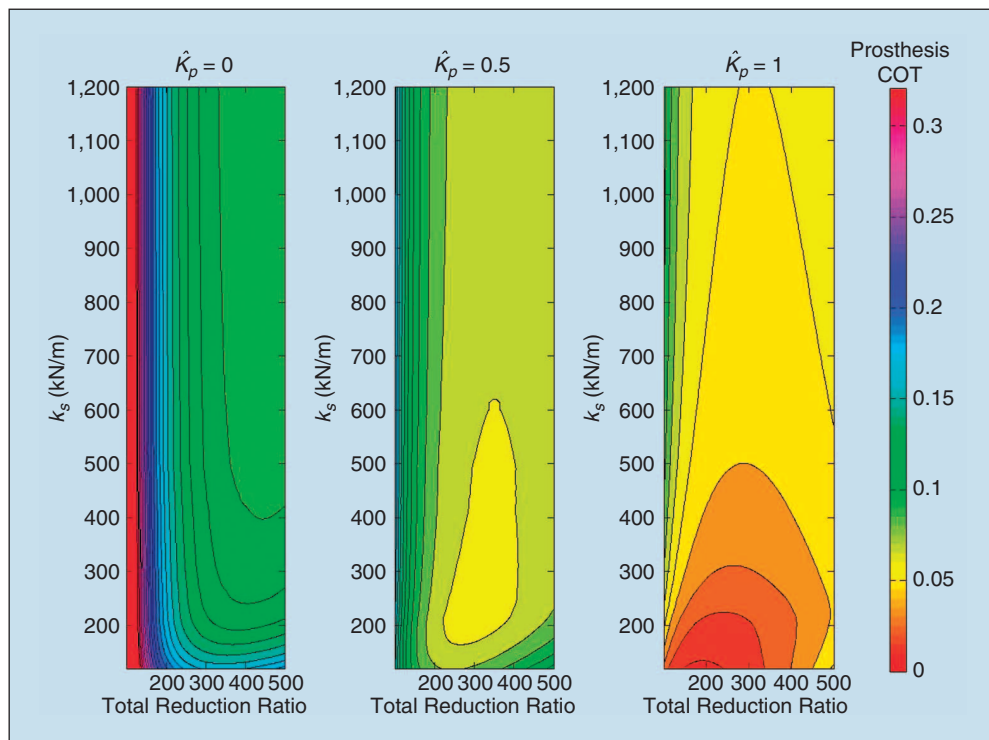 K̂p = 0
K̂p = 0.5
K̂p = 1
Prosthesis
COT
1,200
1,100
1,000
900
800
700
600
500
400
300
200
ks (kN/m)
200 300 400 500
Total Reduction Ratio
1,200
1,100
1,000
900
800
700
600
500
400
300
200
ks (kN/m)
200 300 400 500
Total Reduction Ratio
1,200
1,100
1,000
900
800
700
600
500
400
300
200
ks (kN/m)
200 300 400 500
Total Reduction Ratio
0.3
0.25
0.2
0.15
0.1
0.05
0